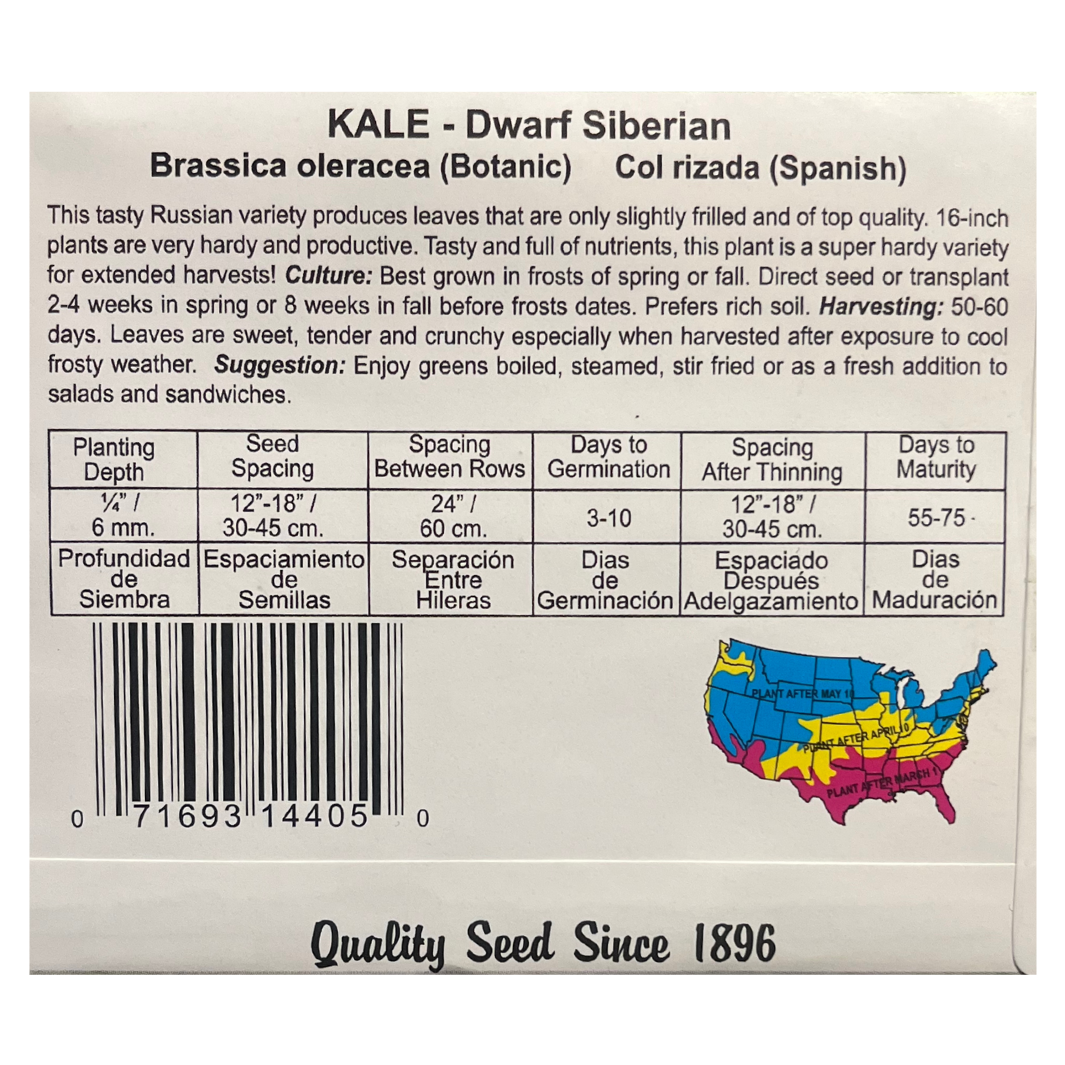 KALE - Dwarf Siberian
Brassica oleracea (Botanic) Col rizada (Spanish)
This tasty Russian variety produces leaves that are only slightly frilled and of top quality. 16-inch
plants are very hardy and productive. Tasty and full of nutrients, this plant is a super hardy variety
for extended harvests! Culture: Best grown in frosts of spring or fall. Direct seed or transplant
2-4 weeks in spring or 8 weeks in fall before frosts dates. Prefers rich soil. Harvesting: 50-60
days. Leaves are sweet, tender and crunchy especially when harvested after exposure to cool
frosty weather. Suggestion: Enjoy greens boiled, steamed, stir fried or as a fresh addition to
salads and sandwiches.
Planting Seed Spacing Days to Spacing Days to
Depth Spacing Between Rows Germination After Thinning Maturity
¼” / 12”-18” / 24” / 3-10 12”-18” / 55-75
6 mm. 30-45 cm. 60 cm. 30-45 cm.
Profundidad Espaciamiento Separación Dias Espaciado Dias
de de Entre de Después de
Siembra Semillas Hileras Germinación Adelgazamiento Maduración
PLANT AFTER MAY 10
PLANT AFTER APRIL 10
PLANT AFTER MARCH 1
0 71693 14405 0
Quality Seed Since 1896